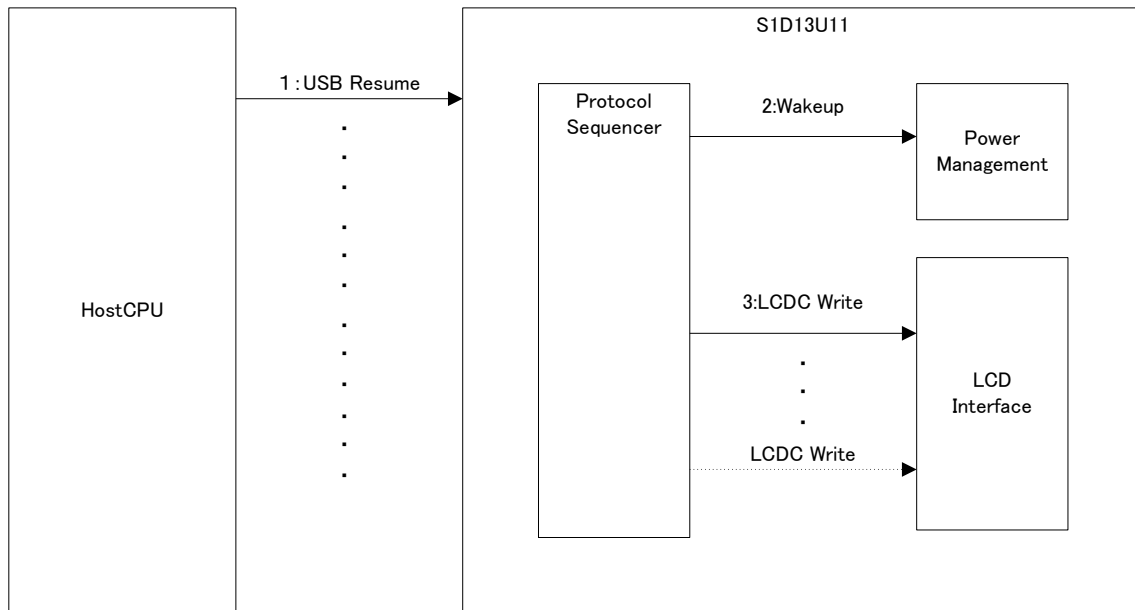 S1D13U11
1：USB Resume
Protocol
Sequencer
2:Wakeup
Power
Management
HostCPU
3:LCDC Write
LCD
Interface
LCDC Write